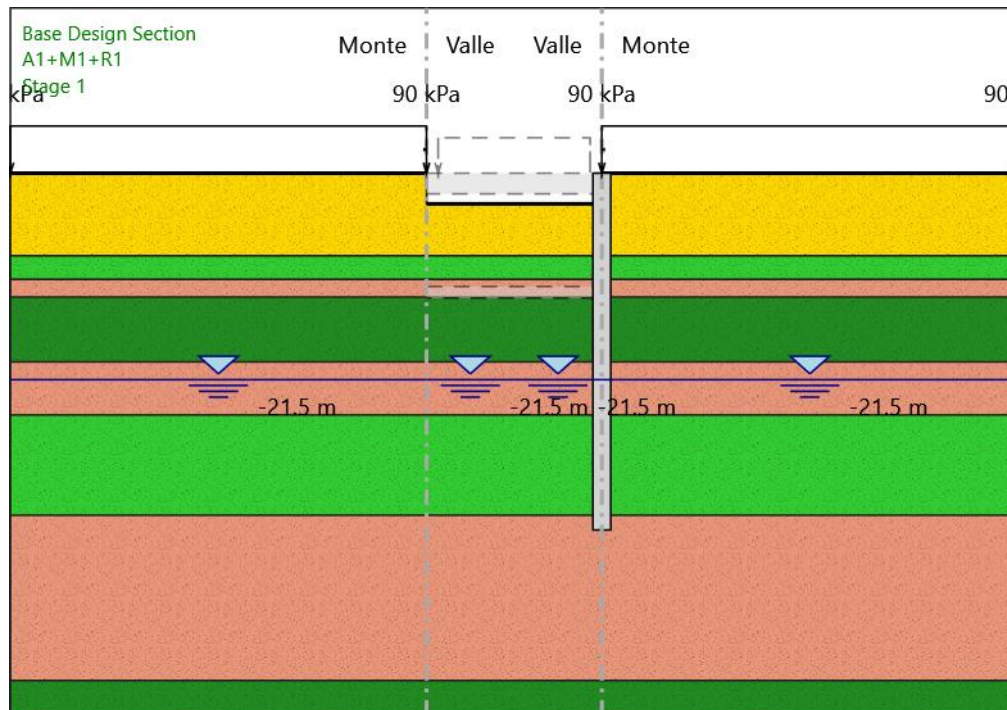 Base Design Section
A1+M1+R1
Stage 1
Monte Valle Valle Monte
kPa 90 kPa 90 kPa 90
-21.5 m -21.5 m -21.5 m -21.5 m